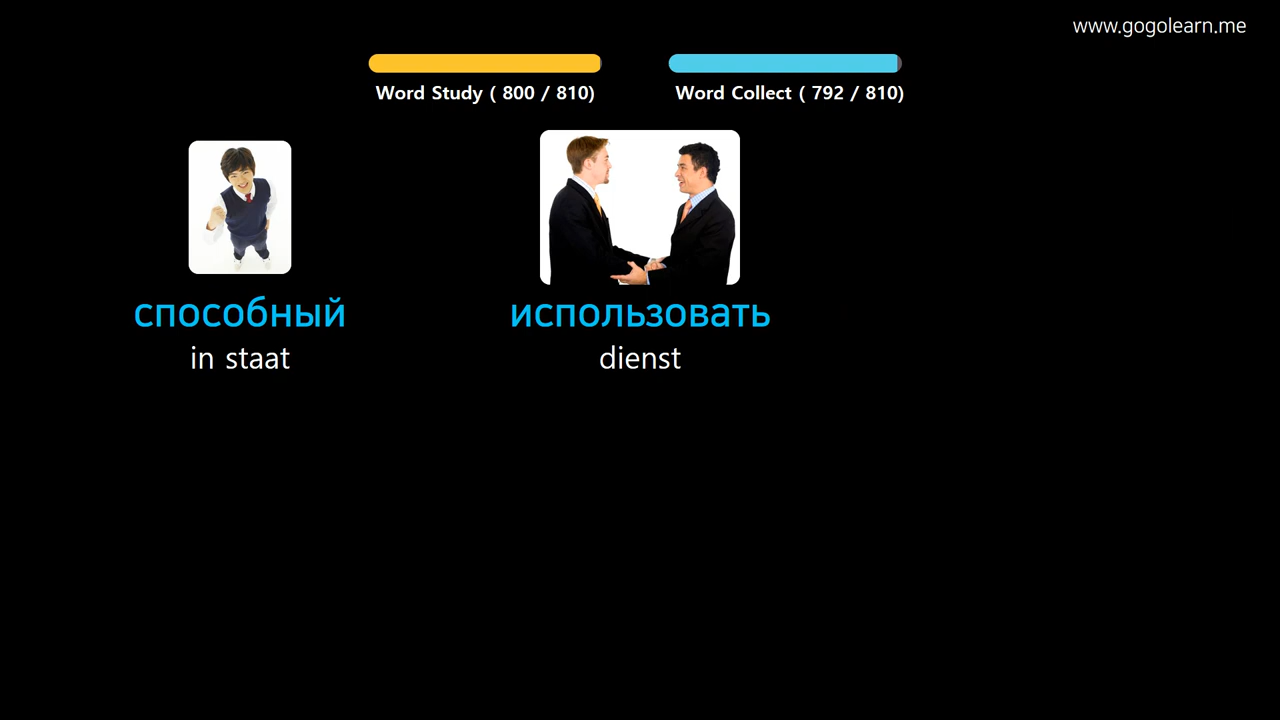 www.gogolearn.me
Word Study ( 800 / 810)
Word Collect ( 792 / 810)
способный
in staat
использовать
dienst